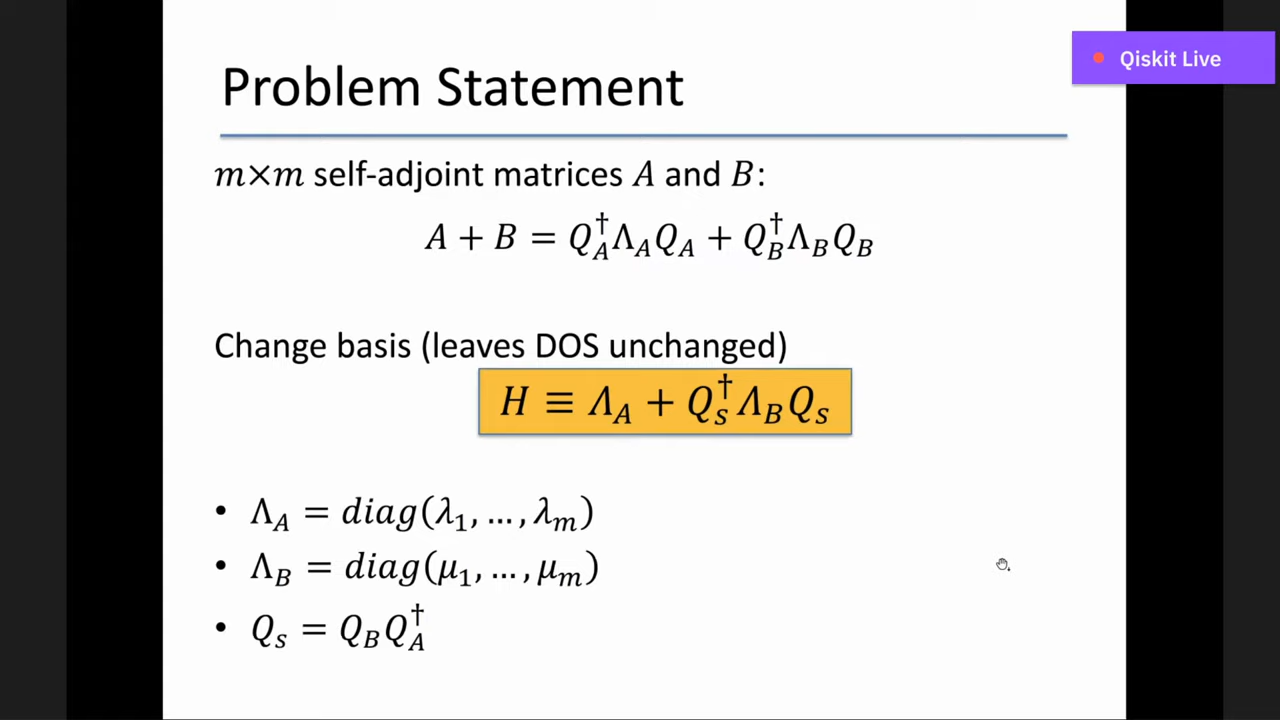 Qiskit Live
Problem Statement
𝑚×𝑚 self-adjoint matrices 𝐴 and 𝐵:
𝐴 + 𝐵 = 𝑄_A^† Λ_A 𝑄_A + 𝑄_B^† Λ_B 𝑄_B
Change basis (leaves DOS unchanged)
𝐻 ≡ Λ_A + 𝑄_s^† Λ_B 𝑄_s
• Λ_A = 𝑑𝑖𝑎𝑔(𝜆_1, …, 𝜆_m)
• Λ_B = 𝑑𝑖𝑎𝑔(𝜇_1, …, 𝜇_m)
• 𝑄_s = 𝑄_B 𝑄_A^†